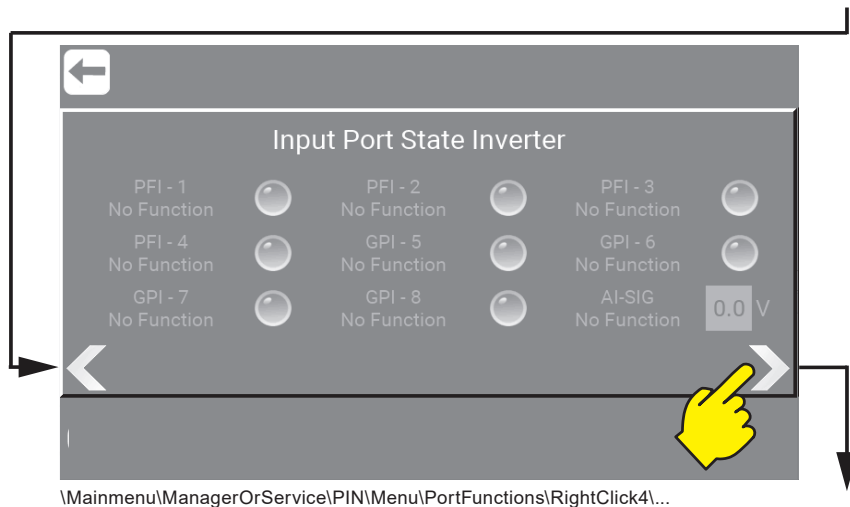 Input Port State Inverter
PFI - 1 PFI - 2 PFI - 3
No Function No Function No Function
PFI - 4 GPI - 5 GPI - 6
No Function No Function No Function
GPI - 7 GPI - 8 AI-SIG
No Function No Function No Function 0.0 V
\Mainmenu\ManagerOrService\PIN\Menu\PortFunctions\RightClick4\...